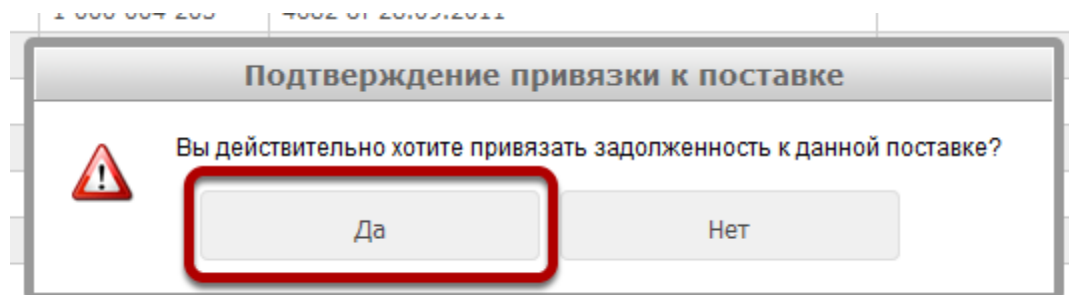 Подтверждение привязки к поставке
Вы действительно хотите привязать задолженность к данной поставке?
Да Нет